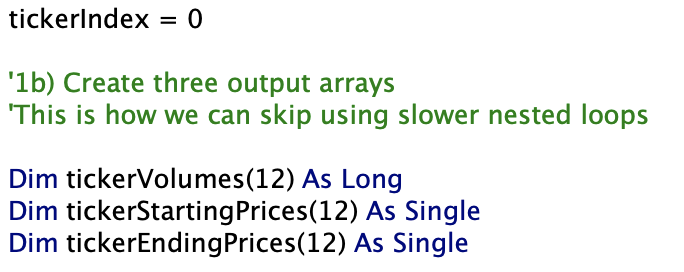 tickerIndex = 0
'1b) Create three output arrays
'This is how we can skip using slower nested loops
Dim tickerVolumes(12) As Long
Dim tickerStartingPrices(12) As Single
Dim tickerEndingPrices(12) As Single